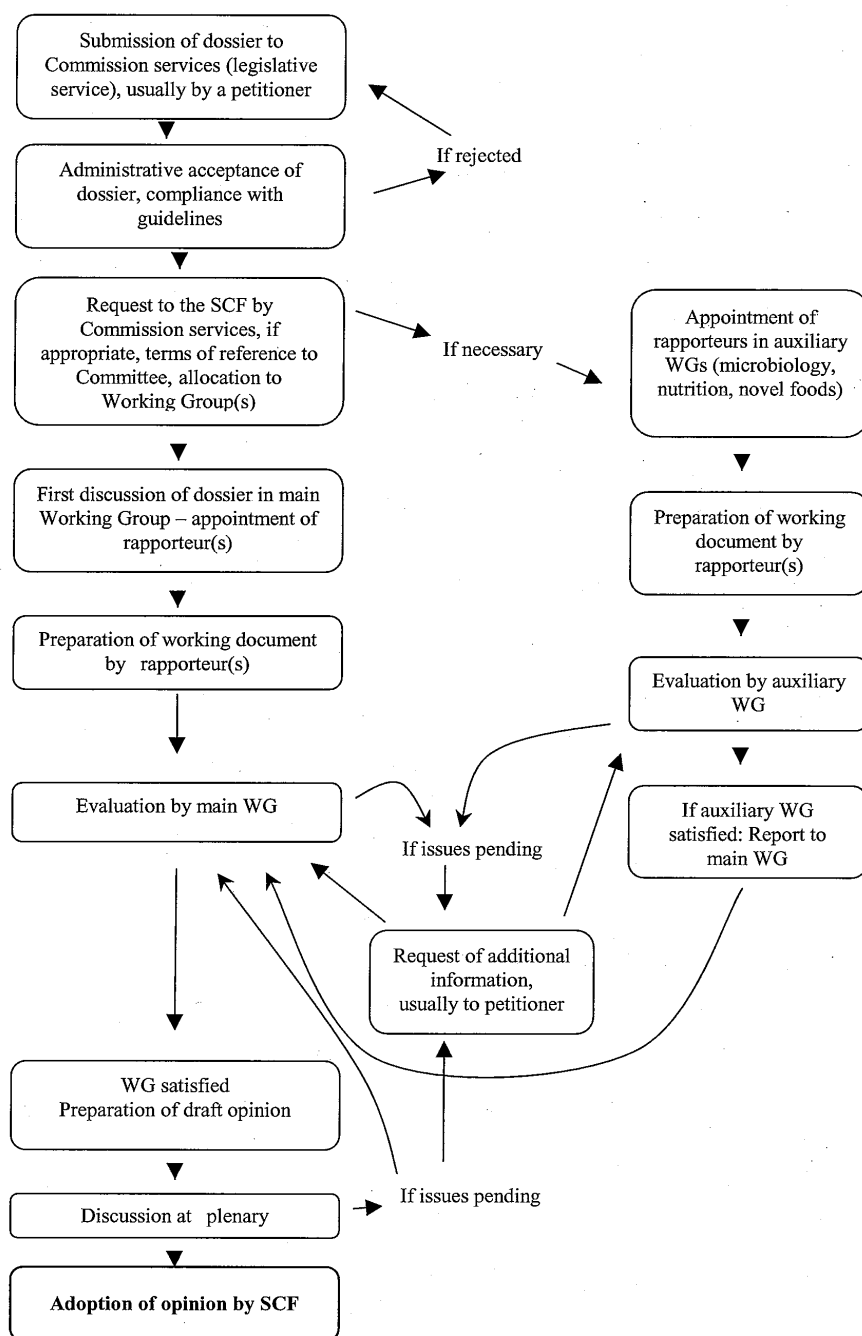 Submission of dossier to
Commission services (legislative
service), usually by a petitioner
If rejected
Administrative acceptance of
dossier, compliance with
guidelines
Request to the SCF by
Commission services, if
appropriate, terms of reference to
Committee, allocation to
Working Group(s)
If necessary
Appointment of
rapporteurs in auxiliary
WGs (microbiology,
nutrition, novel foods)
First discussion of dossier in main
Working Group – appointment of
rapporteur(s)
Preparation of working
document by
rapporteur(s)
Preparation of working document
by rapporteur(s)
Evaluation by auxiliary
WG
Evaluation by main WG
If issues pending
If auxiliary WG
satisfied: Report to
main WG
Request of additional
information,
usually to petitioner
WG satisfied
Preparation of draft opinion
If issues pending
Discussion at plenary
Adoption of opinion by SCF